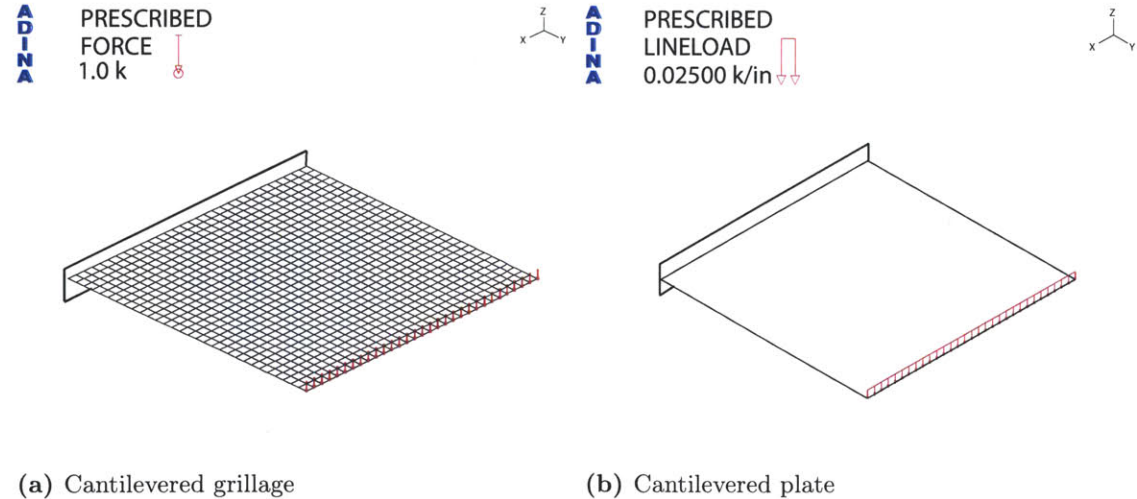 ADINA
PRESCRIBED
FORCE
1.0 k
Z
X Y
ADINA
PRESCRIBED
LINELOAD
0.02500 k/in
Z
X Y
(a) Cantilevered grillage
(b) Cantilevered plate